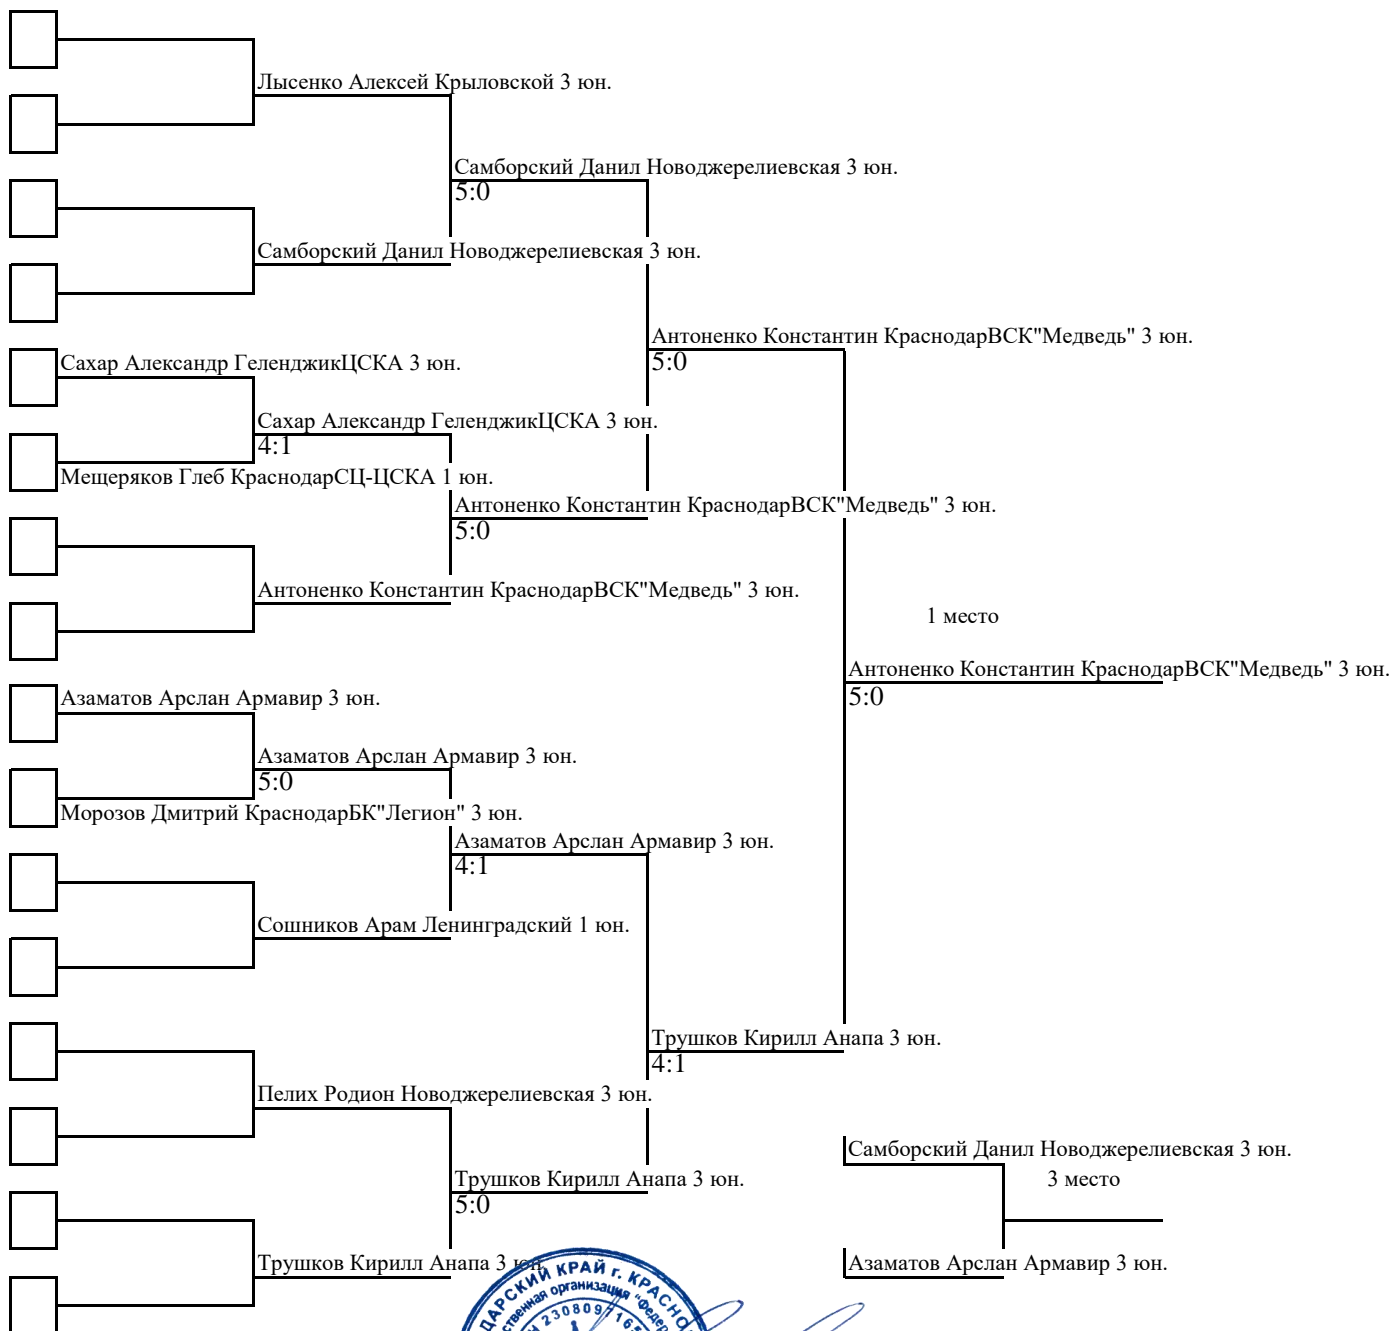 Лысенко Алексей Крыловской 3 юн.
Самборский Данил Новоджерелиевская 3 юн.
5:0
Самборский Данил Новоджерелиевская 3 юн.
Антоненко Константин КраснодарВСК"Медведь" 3 юн.
5:0
Сахар Александр ГеленджикЦСКА 3 юн.
Сахар Александр ГеленджикЦСКА 3 юн.
4:1
Мещеряков Глеб КраснодарСЦ-ЦСКА 1 юн.
Антоненко Константин КраснодарВСК"Медведь" 3 юн.
5:0
Антоненко Константин КраснодарВСК"Медведь" 3 юн.
1 место
Антоненко Константин КраснодарВСК"Медведь" 3 юн.
5:0
Азаматов Арслан Армавир 3 юн.
Азаматов Арслан Армавир 3 юн.
5:0
Морозов Дмитрий КраснодарБК"Легион" 3 юн.
Азаматов Арслан Армавир 3 юн.
4:1
Сошников Арам Ленинградский 1 юн.
Трушков Кирилл Анапа 3 юн.
4:1
Пелих Родион Новоджерелиевская 3 юн.
Самборский Данил Новоджерелиевская 3 юн.
3 место
Трушков Кирилл Анапа 3 юн.
5:0
Трушков Кирилл Анапа 3 юн.
Азаматов Арслан Армавир 3 юн.
КРАЙ г.
организация